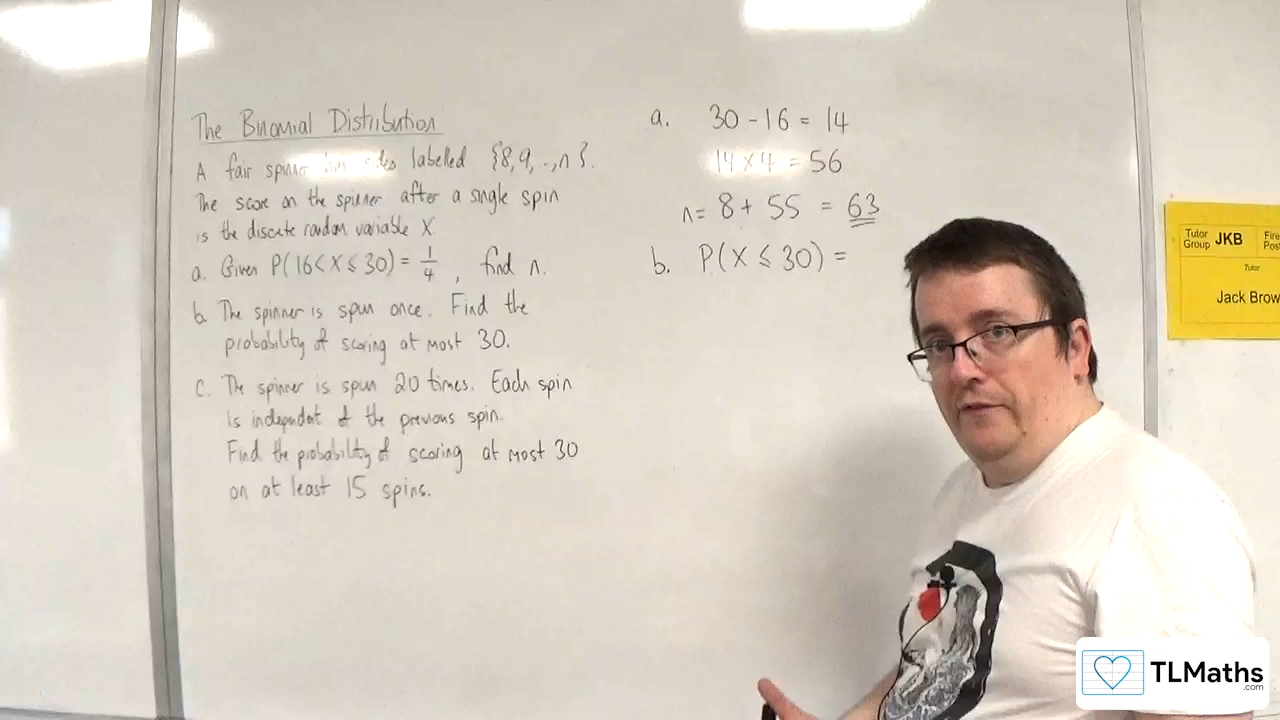 The Binomial Distribution
A fair spinner has sides labelled {8,9,..,n}.
The score on the spinner after a single spin
is the discrete random variable X.
a. Given P(16<X≤30) = 1/4, find n.
b. The spinner is spun once. Find the
probability of scoring at most 30.
c. The spinner is spun 20 times. Each spin
is independent of the previous spin.
Find the probability of scoring at most 30
on at least 15 spins.
a. 30 - 16 = 14
14 × 4 = 56
n = 8 + 55 = 63
b. P(X ≤ 30) =
Tutor
Group JKB
Fire
Tutor
Jack Brow
TLMaths
.com